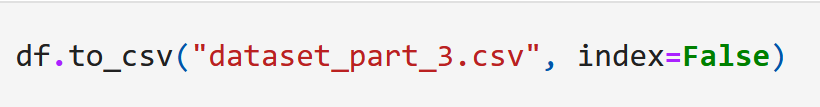 df.to_csv("dataset_part_3.csv", index=False)